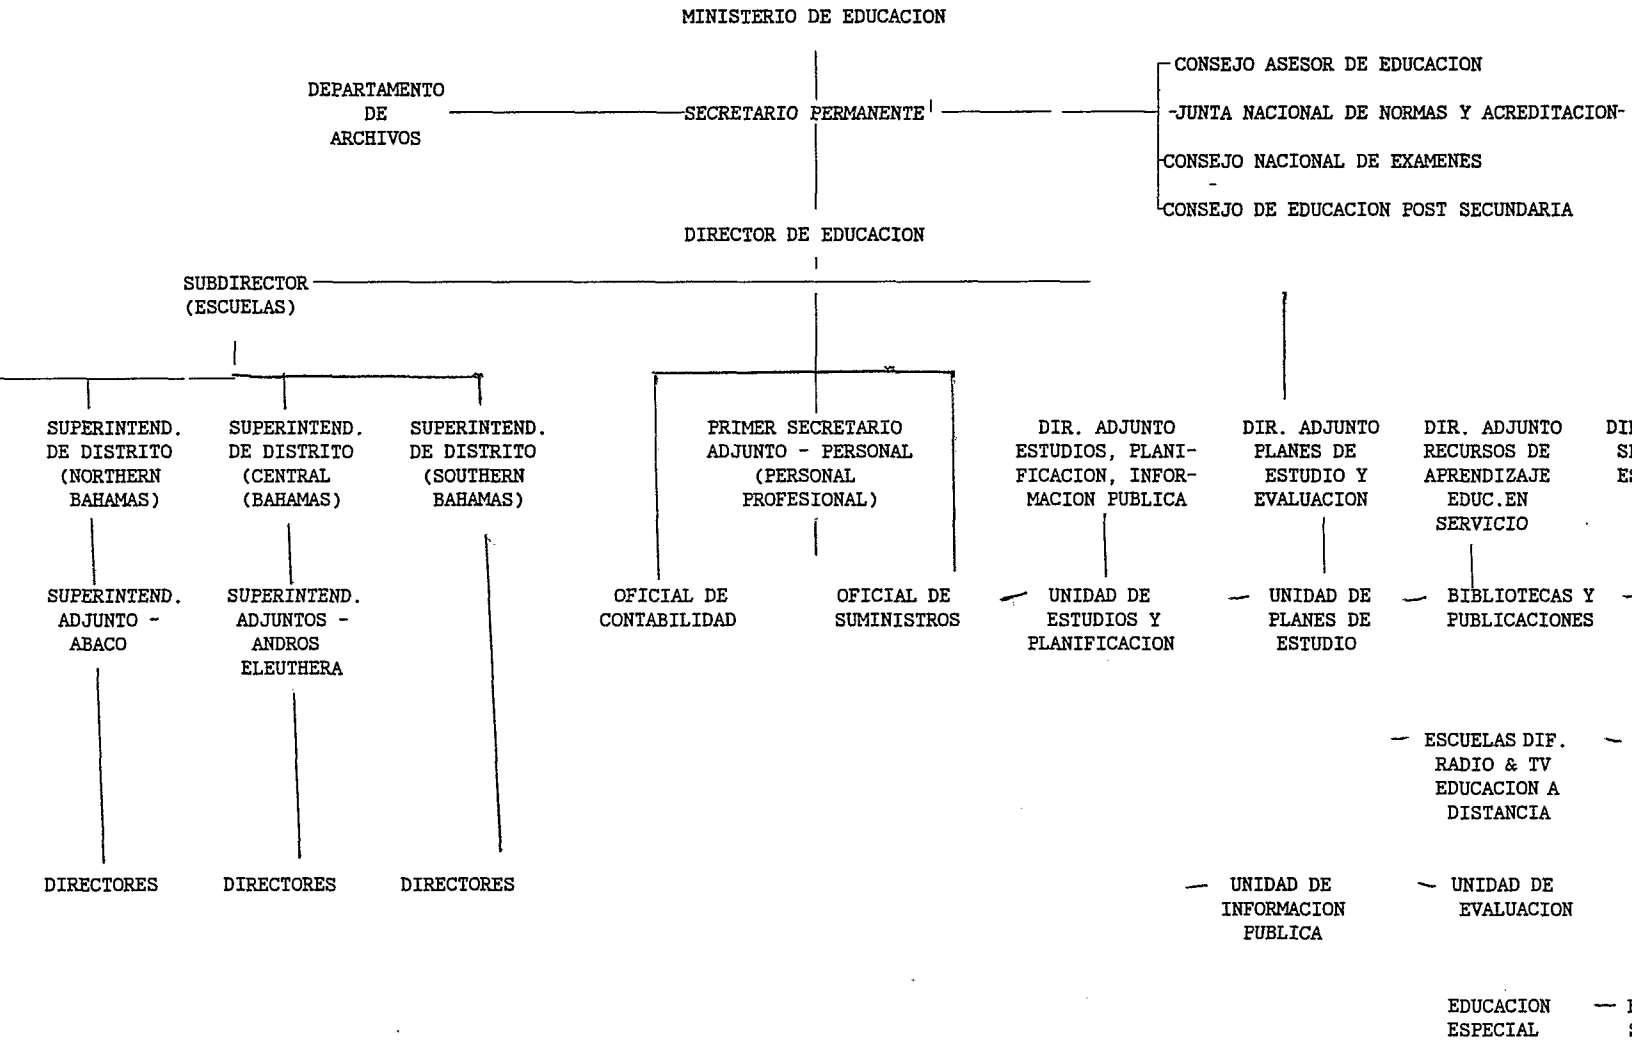 MINISTERIO DE EDUCACION
DEPARTAMENTO
DE
ARCHIVOS
SECRETARIO PERMANENTE
CONSEJO ASESOR DE EDUCACION
-JUNTA NACIONAL DE NORMAS Y ACREDITACION-
CONSEJO NACIONAL DE EXAMENES
CONSEJO DE EDUCACION POST SECUNDARIA
DIRECTOR DE EDUCACION
SUBDIRECTOR
(ESCUELAS)
SUPERINTEND.
DE DISTRITO
(NORTHERN
BAHAMAS)
SUPERINTEND.
DE DISTRITO
(CENTRAL
(BAHAMAS)
SUPERINTEND.
DE DISTRITO
(SOUTHERN
BAHAMAS)
PRIMER SECRETARIO
ADJUNTO - PERSONAL
(PERSONAL
PROFESIONAL)
DIR. ADJUNTO
ESTUDIOS, PLANI-
FICACION, INFOR-
MACION PUBLICA
DIR. ADJUNTO
PLANES DE
ESTUDIO Y
EVALUACION
DIR. ADJUNTO
RECURSOS DE
APRENDIZAJE
EDUC.EN
SERVICIO
SUPERINTEND.
ADJUNTO -
ABACO
SUPERINTEND.
ADJUNTOS -
ANDROS
ELEUTHERA
OFICIAL DE
CONTABILIDAD
OFICIAL DE
SUMINISTROS
— UNIDAD DE
ESTUDIOS Y
PLANIFICACION
— UNIDAD DE
PLANES DE
ESTUDIO
— BIBLIOTECAS Y
PUBLICACIONES
— ESCUELAS DIF.
RADIO & TV
EDUCACION A
DISTANCIA
DIRECTORES
DIRECTORES
DIRECTORES
— UNIDAD DE
INFORMACION
PUBLICA
— UNIDAD DE
EVALUACION
EDUCACION
ESPECIAL